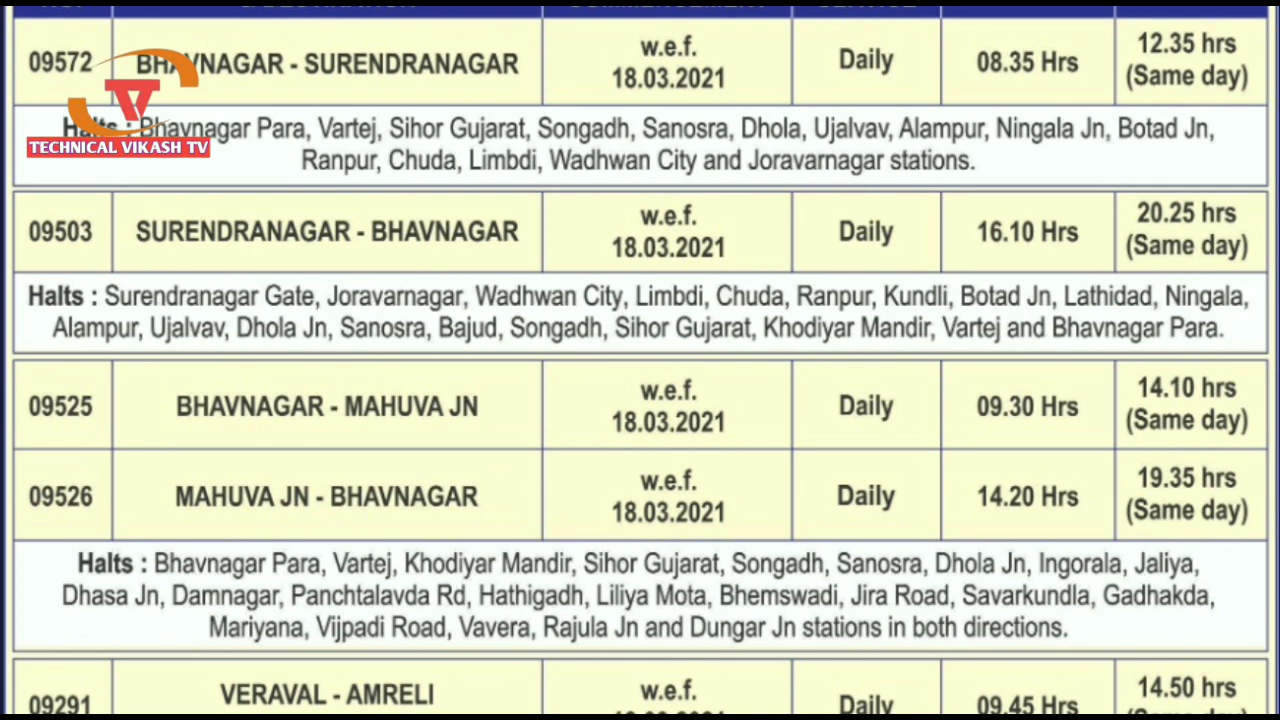 09572 BHAVNAGAR - SURENDRANAGAR w.e.f. 18.03.2021 Daily 08.35 Hrs 12.35 hrs (Same day)
TECHNICAL VIKASH TV
Halts : Bhavnagar Para, Vartej, Sihor Gujarat, Songadh, Sanosra, Dhola, Ujalvav, Alampur, Ningala Jn, Botad Jn,
Ranpur, Chuda, Limbdi, Wadhwan City and Joravarnagar stations.
09503 SURENDRANAGAR - BHAVNAGAR w.e.f. 18.03.2021 Daily 16.10 Hrs 20.25 hrs (Same day)
Halts : Surendranagar Gate, Joravarnagar, Wadhwan City, Limbdi, Chuda, Ranpur, Kundli, Botad Jn, Lathidad, Ningala,
Alampur, Ujalvav, Dhola Jn, Sanosra, Bajud, Songadh, Sihor Gujarat, Khodiyar Mandir, Vartej and Bhavnagar Para.
09525 BHAVNAGAR - MAHUVA JN w.e.f. 18.03.2021 Daily 09.30 Hrs 14.10 hrs (Same day)
09526 MAHUVA JN - BHAVNAGAR w.e.f. 18.03.2021 Daily 14.20 Hrs 19.35 hrs (Same day)
Halts : Bhavnagar Para, Vartej, Khodiyar Mandir, Sihor Gujarat, Songadh, Sanosra, Dhola Jn, Ingorala, Jaliya,
Dhasa Jn, Damnagar, Panchtalavda Rd, Hathigadh, Liliya Mota, Bhemswadi, Jira Road, Savarkundla, Gadhakda,
Mariyana, Vijpadi Road, Vavera, Rajula Jn and Dungar Jn stations in both directions.
09291 VERAVAL - AMRELI w.e.f. Daily 09.45 Hrs 14.50 hrs